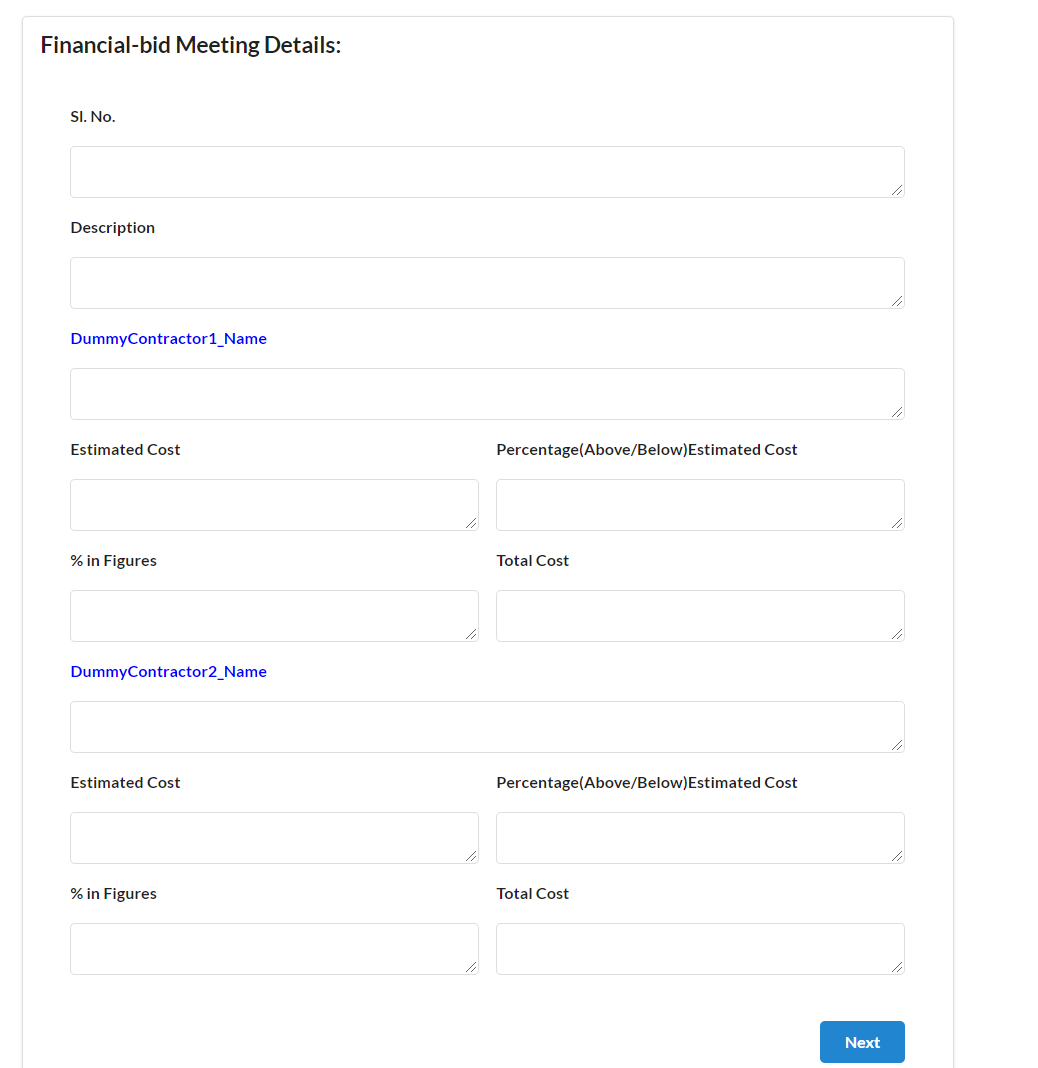 Financial-bid Meeting Details:
Sl. No.
Description
DummyContractor1_Name
Estimated Cost
Percentage(Above/Below)Estimated Cost
% in Figures
Total Cost
DummyContractor2_Name
Estimated Cost
Percentage(Above/Below)Estimated Cost
% in Figures
Total Cost
Next